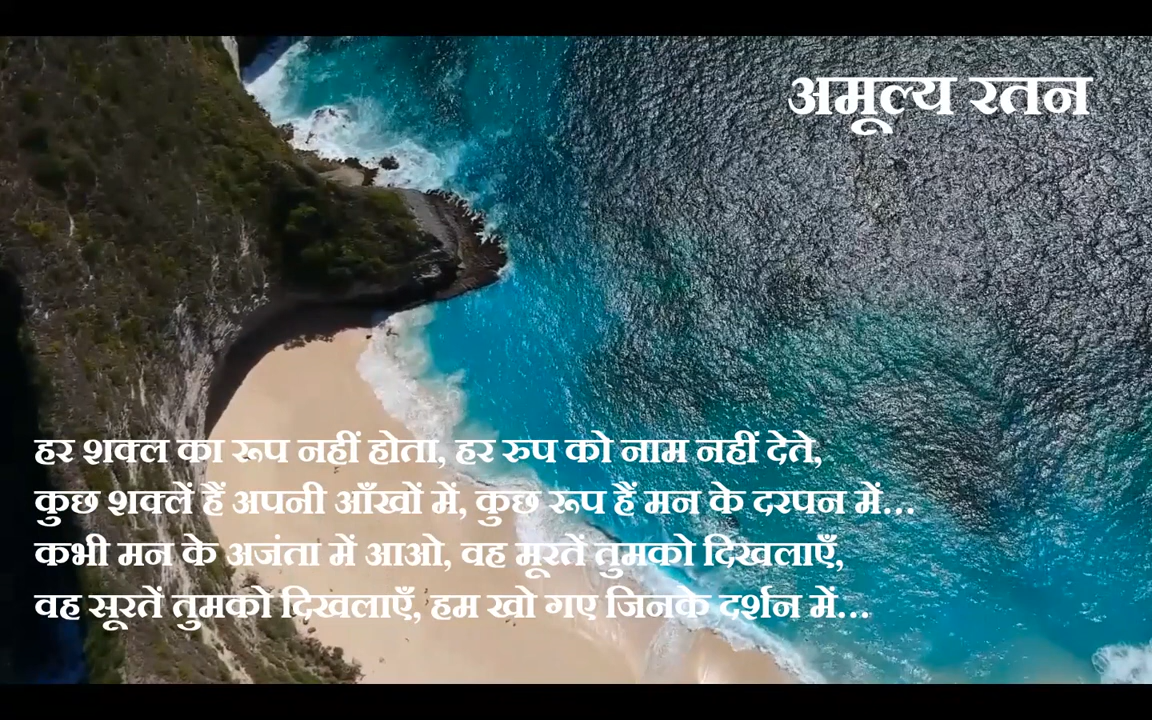 अमूल्य रतन
हर शक्ल का रूप नहीं होता, हर रुप को नाम नहीं देते,
कुछ शक्लें हैं अपनी आँखों में, कुछ रूप हैं मन के दरपन में...
कभी मन के अजंता में आओ, वह मूरतें तुमको दिखलाएँ,
वह सूरतें तुमको दिखलाएँ, हम खो गए जिनके दर्शन में...